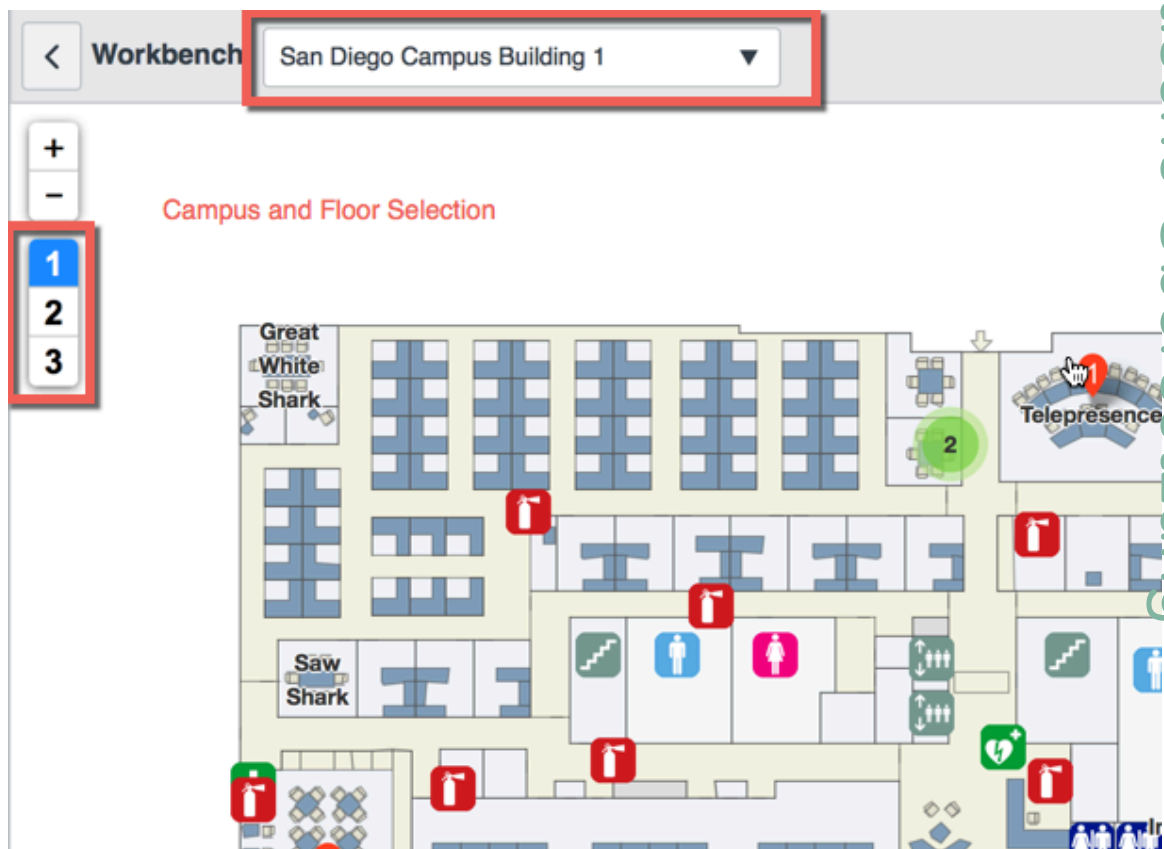 Workbench
San Diego Campus Building 1
+
−
Campus and Floor Selection
1
2
3
Great
White
Shark
1
Telepresence
2
Saw
Shark